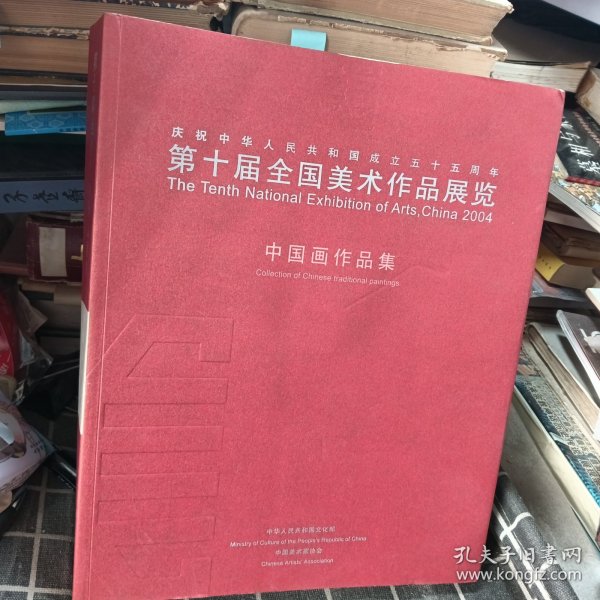 庆祝中华人民共和国成立五十五周年
第十届全国美术作品展览
The Tenth National Exhibition of Arts,China 2004
中国画作品集
Collection of Chinese traditional paintings
中华人民共和国文化部
Ministry of Culture of the People's Republic of China
中国美术家协会
Chinese Artists' Association
孔夫子旧书网
www.kongfz.com